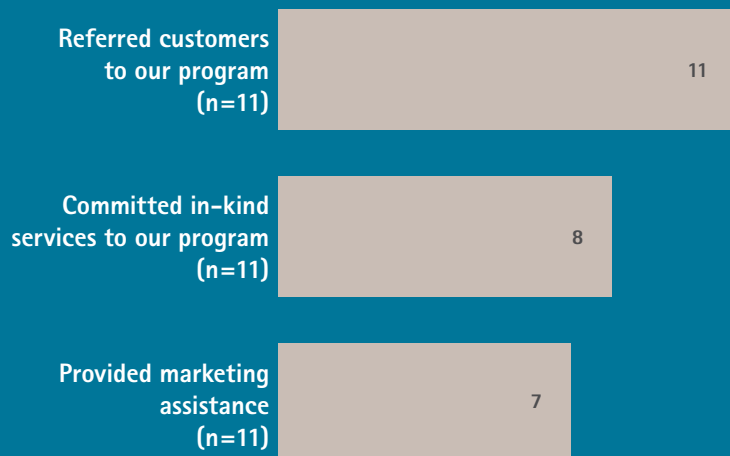 Referred customers
to our program
(n=11)
11
Committed in-kind
services to our program
(n=11)
8
Provided marketing
assistance
(n=11)
7